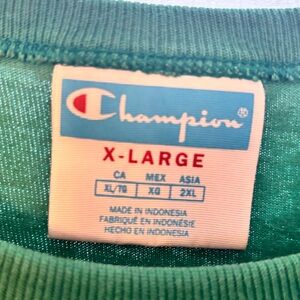 Champion
X-LARGE
CA MEX ASIA
XL/TG XG 2XL
MADE IN INDONESIA
FABRIQUÉ EN INDONÉSIE
HECHO EN INDONESIA